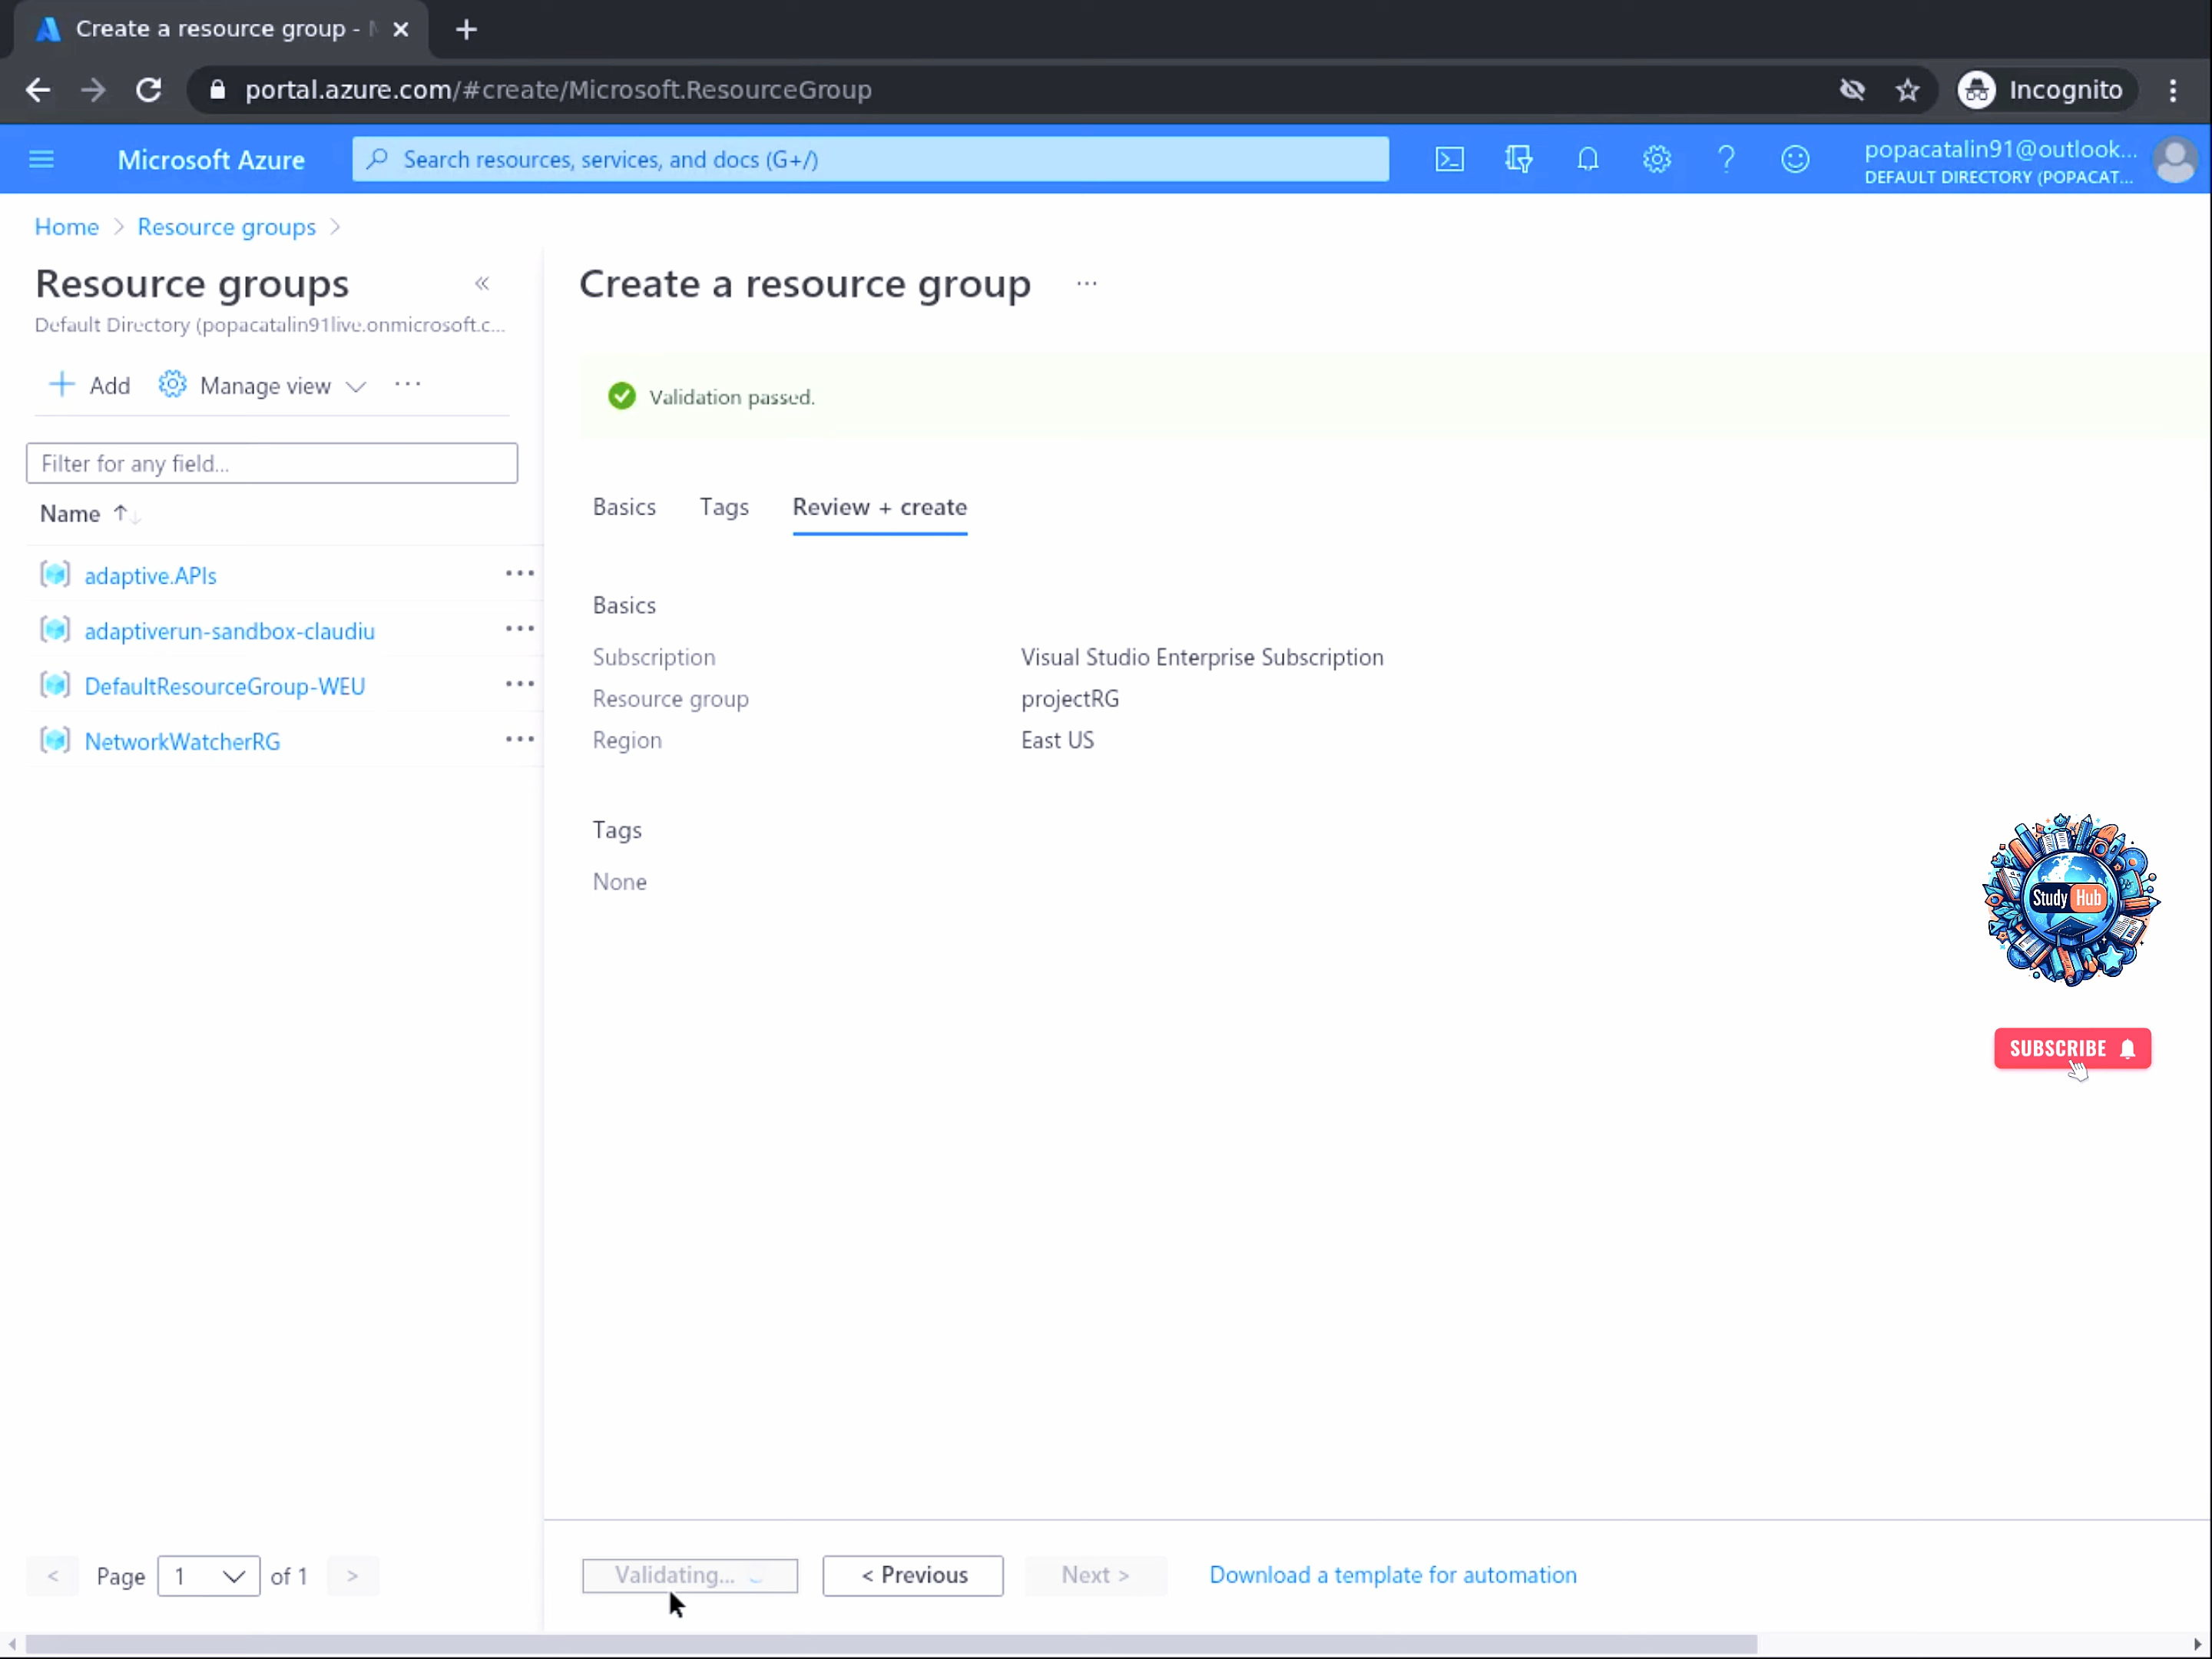 Create a resource group -
portal.azure.com/#create/Microsoft.ResourceGroup
Incognito
Microsoft Azure
Search resources, services, and docs (G+/)
popacatalin91@outlook...
DEFAULT DIRECTORY (POPACAT...
Home > Resource groups >
Resource groups
Default Directory (popacatalin91live.onmicrosoft.c...
Add
Manage view
Filter for any field...
Name
adaptive.APIs
adaptiverun-sandbox-claudiu
DefaultResourceGroup-WEU
NetworkWatcherRG
< Page 1 of 1 >
Create a resource group
Validation passed.
Basics Tags Review + create
Basics
Subscription Visual Studio Enterprise Subscription
Resource group projectRG
Region East US
Tags
None
Study Hub
SUBSCRIBE
Validating... < Previous Next > Download a template for automation